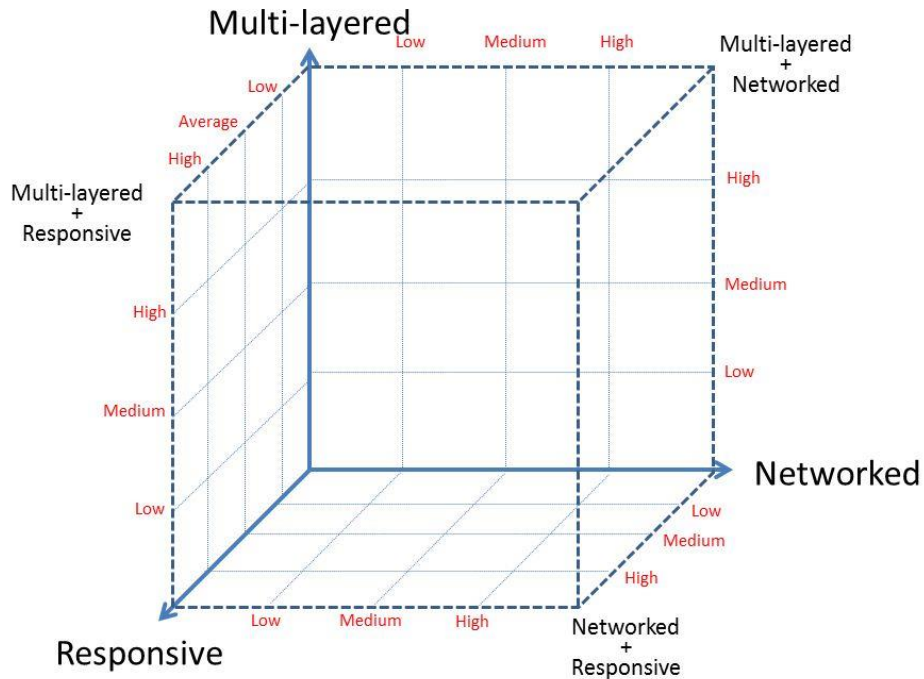 Multi-layered
Low
Medium
High
Multi-layered
+
Networked
Low
Average
High
Multi-layered
+
Responsive
High
High
Medium
Medium
Low
Low
Networked
Low
Medium
High
Low
Medium
High
Networked
+
Responsive
Responsive